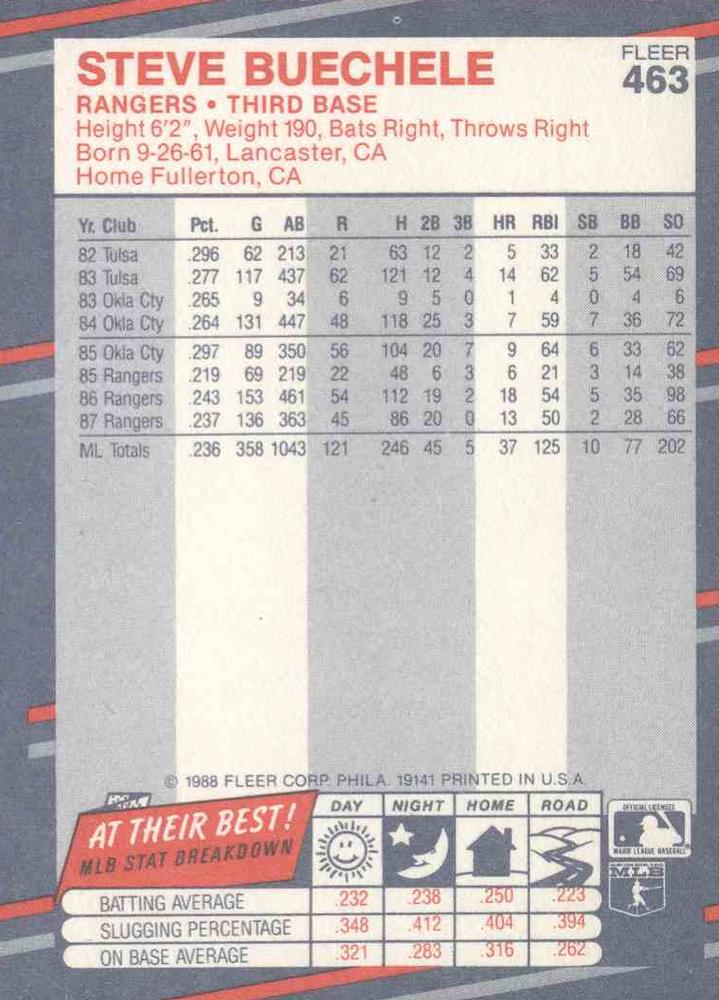 STEVE BUECHELE
FLEER
463
RANGERS • THIRD BASE
Height 6'2", Weight 190, Bats Right, Throws Right
Born 9-26-61, Lancaster, CA
Home Fullerton, CA
Yr. Club Pct. G AB R H 2B 3B HR RBI SB BB SO
82 Tulsa .296 62 213 21 63 12 2 5 33 2 18 42
83 Tulsa .277 117 437 62 121 12 4 14 62 5 54 69
83 Okla Cty .265 9 34 6 9 5 0 1 4 0 4 6
84 Okla Cty .264 131 447 48 118 25 3 7 59 7 36 72
85 Okla Cty .297 89 350 56 104 20 7 9 64 6 33 62
85 Rangers .219 69 219 22 48 6 3 6 21 3 14 38
86 Rangers .243 153 461 54 112 19 2 18 54 5 35 98
87 Rangers .237 136 363 45 86 20 0 13 50 2 28 66
ML Totals .236 358 1043 121 246 45 5 37 125 10 77 202
© 1988 FLEER CORP. PHILA. 19141 PRINTED IN U.S.A.
AT THEIR BEST!
MLB STAT BREAKDOWN
DAY NIGHT HOME ROAD
BATTING AVERAGE .232 .238 .250 .223
SLUGGING PERCENTAGE .348 .412 .404 .394
ON BASE AVERAGE .321 .283 .316 .262
OFFICIAL LICENSEE
MAJOR LEAGUE BASEBALL
MLB